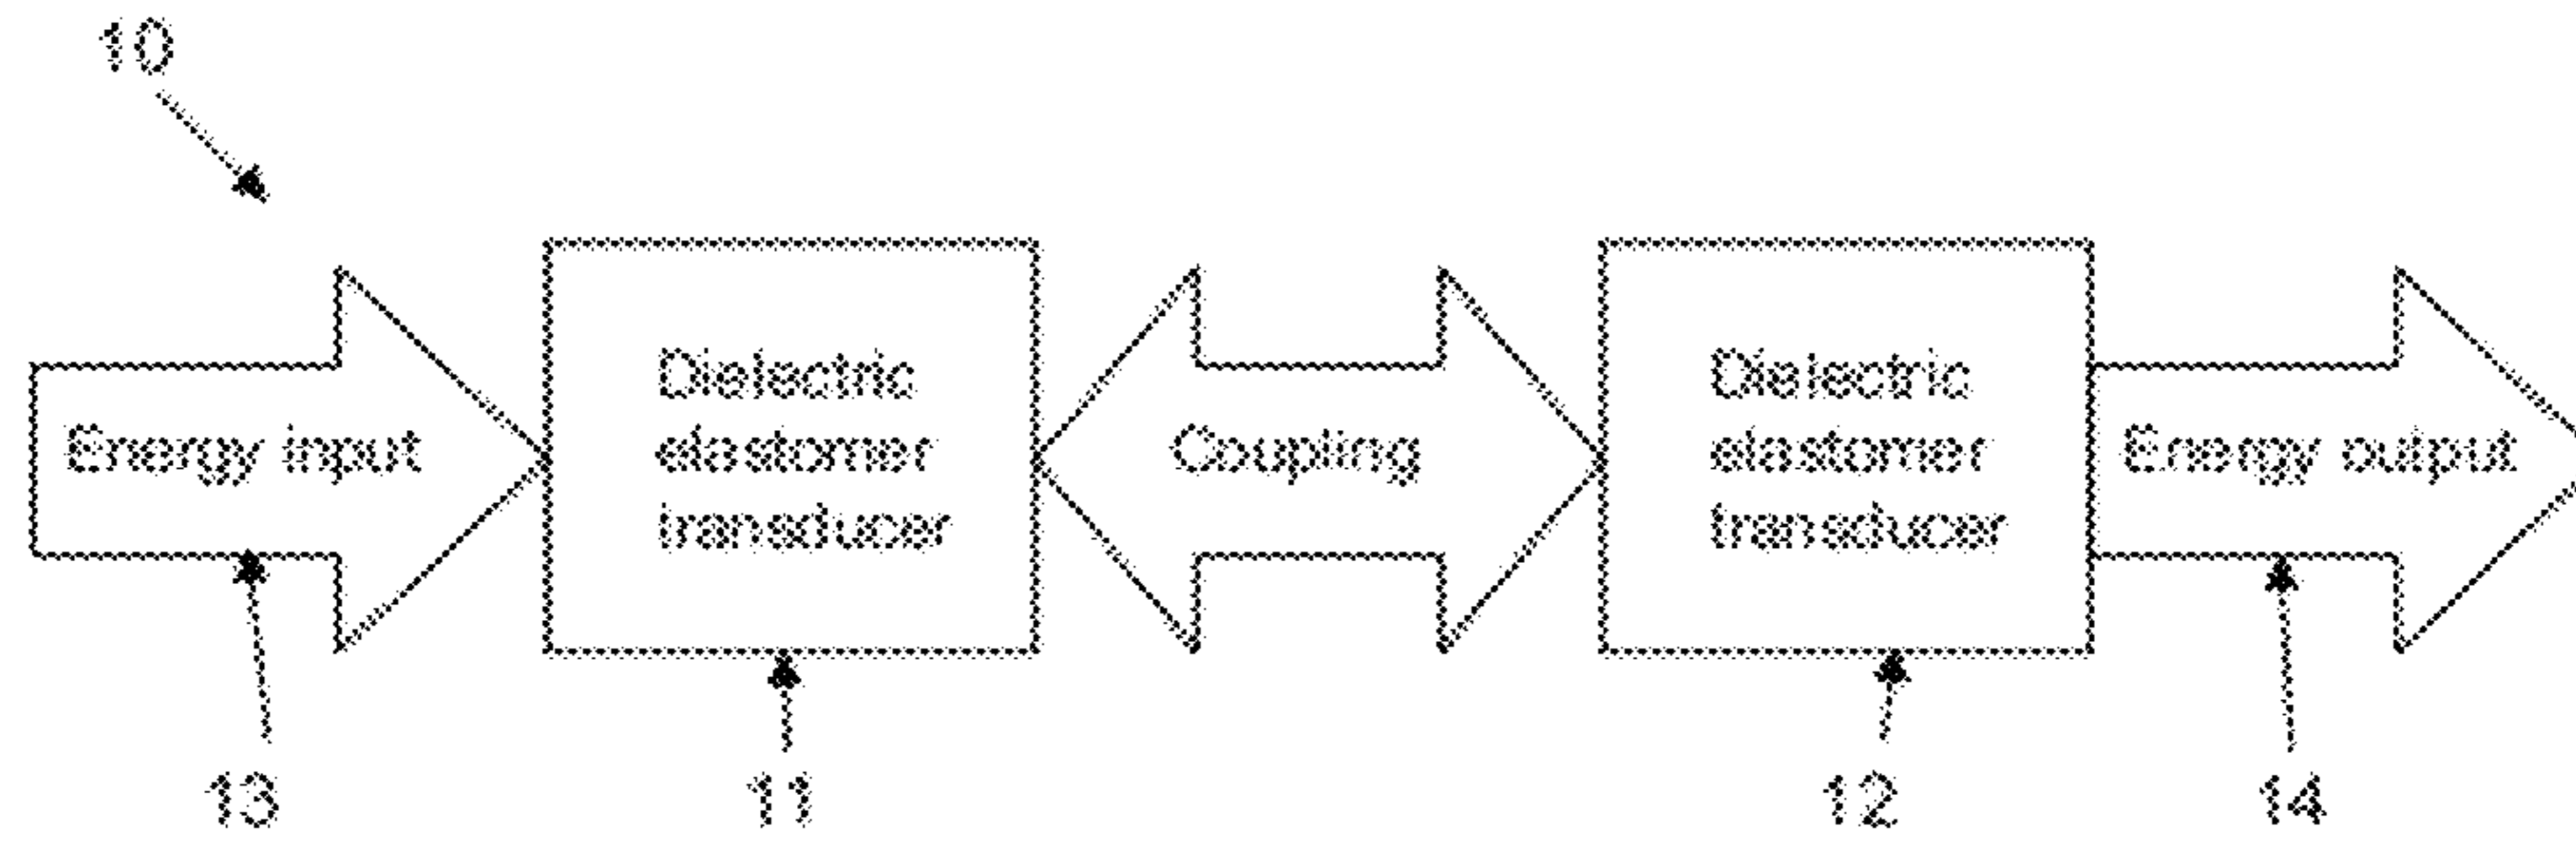 10
Energy input
Dielectric
elastomer
transducer
Coupling
Dielectric
elastomer
transducer
Energy output
13
11
12
14